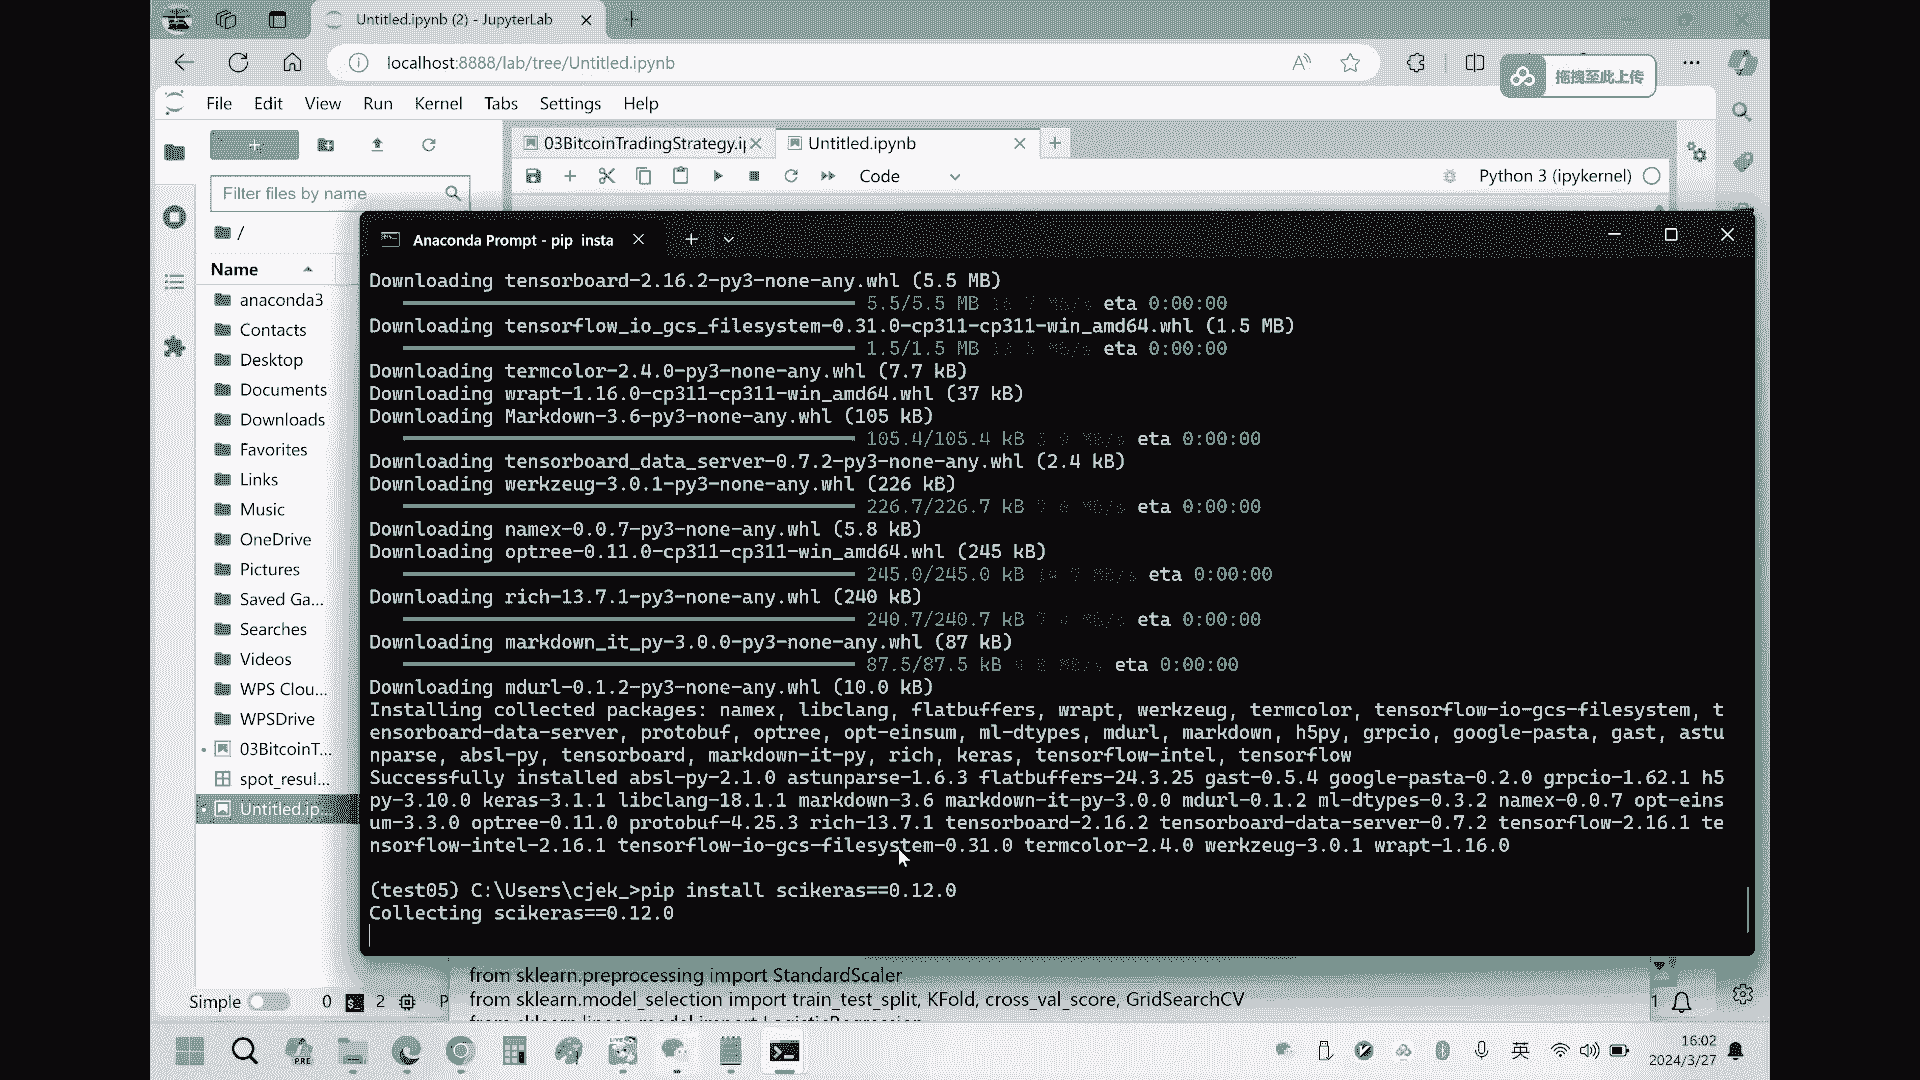 Untitled.ipynb (2) - JupyterLab
localhost:8888/lab/tree/Untitled.ipynb
拖拽至此上传
File Edit View Run Kernel Tabs Settings Help
03BitcoinTradingStrategy.i
Untitled.ipynb
Code
Python 3 (ipykernel)
Filter files by name
/
Name
anaconda3
Contacts
Desktop
Documents
Downloads
Favorites
Links
Music
OneDrive
Pictures
Saved Ga...
Searches
Videos
WPS Clou...
WPSDrive
03BitcoinT...
spot_resul...
Untitled.ip...
Anaconda Prompt - pip insta
Downloading tensorboard-2.16.2-py3-none-any.whl (5.5 MB)
5.5/5.5 MB eta 0:00:00
Downloading tensorflow_io_gcs_filesystem-0.31.0-cp311-cp311-win_amd64.whl (1.5 MB)
1.5/1.5 MB eta 0:00:00
Downloading termcolor-2.4.0-py3-none-any.whl (7.7 kB)
Downloading wrapt-1.16.0-cp311-cp311-win_amd64.whl (37 kB)
Downloading Markdown-3.6-py3-none-any.whl (105 kB)
105.4/105.4 kB eta 0:00:00
Downloading tensorboard_data_server-0.7.2-py3-none-any.whl (2.4 kB)
Downloading werkzeug-3.0.1-py3-none-any.whl (226 kB)
226.7/226.7 kB eta 0:00:00
Downloading namex-0.0.7-py3-none-any.whl (5.8 kB)
Downloading optree-0.11.0-cp311-cp311-win_amd64.whl (245 kB)
245.0/245.0 kB eta 0:00:00
Downloading rich-13.7.1-py3-none-any.whl (240 kB)
240.7/240.7 kB eta 0:00:00
Downloading markdown_it_py-3.0.0-py3-none-any.whl (87 kB)
87.5/87.5 kB eta 0:00:00
Downloading mdurl-0.1.2-py3-none-any.whl (10.0 kB)
Installing collected packages: namex, libclang, flatbuffers, wrapt, werkzeug, termcolor, tensorflow-io-gcs-filesystem, t
ensorboard-data-server, protobuf, optree, opt-einsum, ml-dtypes, mdurl, markdown, h5py, grpcio, google-pasta, gast, astu
nparse, absl-py, tensorboard, markdown-it-py, rich, keras, tensorflow-intel, tensorflow
Successfully installed absl-py-2.1.0 astunparse-1.6.3 flatbuffers-24.3.25 gast-0.5.4 google-pasta-0.2.0 grpcio-1.62.1 h5
py-3.10.0 keras-3.1.1 libclang-18.1.1 markdown-3.6 markdown-it-py-3.0.0 mdurl-0.1.2 ml-dtypes-0.3.2 namex-0.0.7 opt-eins
um-3.3.0 optree-0.11.0 protobuf-4.25.3 rich-13.7.1 tensorboard-2.16.2 tensorboard-data-server-0.7.2 tensorflow-2.16.1 te
nsorflow-intel-2.16.1 tensorflow-io-gcs-filesystem-0.31.0 termcolor-2.4.0 werkzeug-3.0.1 wrapt-1.16.0
(test05) C:\Users\cjek_>pip install scikeras==0.12.0
Collecting scikeras==0.12.0
from sklearn.preprocessing import StandardScaler
from sklearn.model_selection import train_test_split, KFold, cross_val_score, GridSearchCV
Simple 0 2 P
1
PRE
英
16:02
2024/3/27